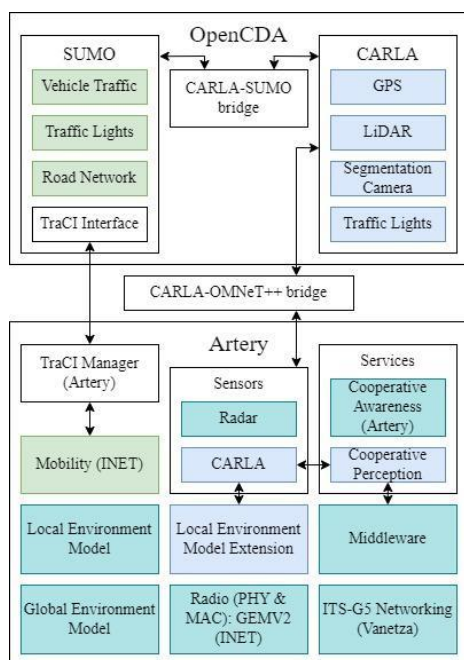 OpenCDA
SUMO
Vehicle Traffic
Traffic Lights
Road Network
TraCI Interface
CARLA-SUMO
bridge
CARLA
GPS
LiDAR
Segmentation
Camera
Traffic Lights
CARLA-OMNeT++ bridge
Artery
TraCI Manager
(Artery)
Mobility (INET)
Local Environment
Model
Global Environment
Model
Sensors
Radar
CARLA
Local Environment
Model Extension
Radio (PHY &
MAC): GEMV2
(INET)
Services
Cooperative
Awareness
(Artery)
Cooperative
Perception
Middleware
ITS-G5 Networking
(Vanetza)